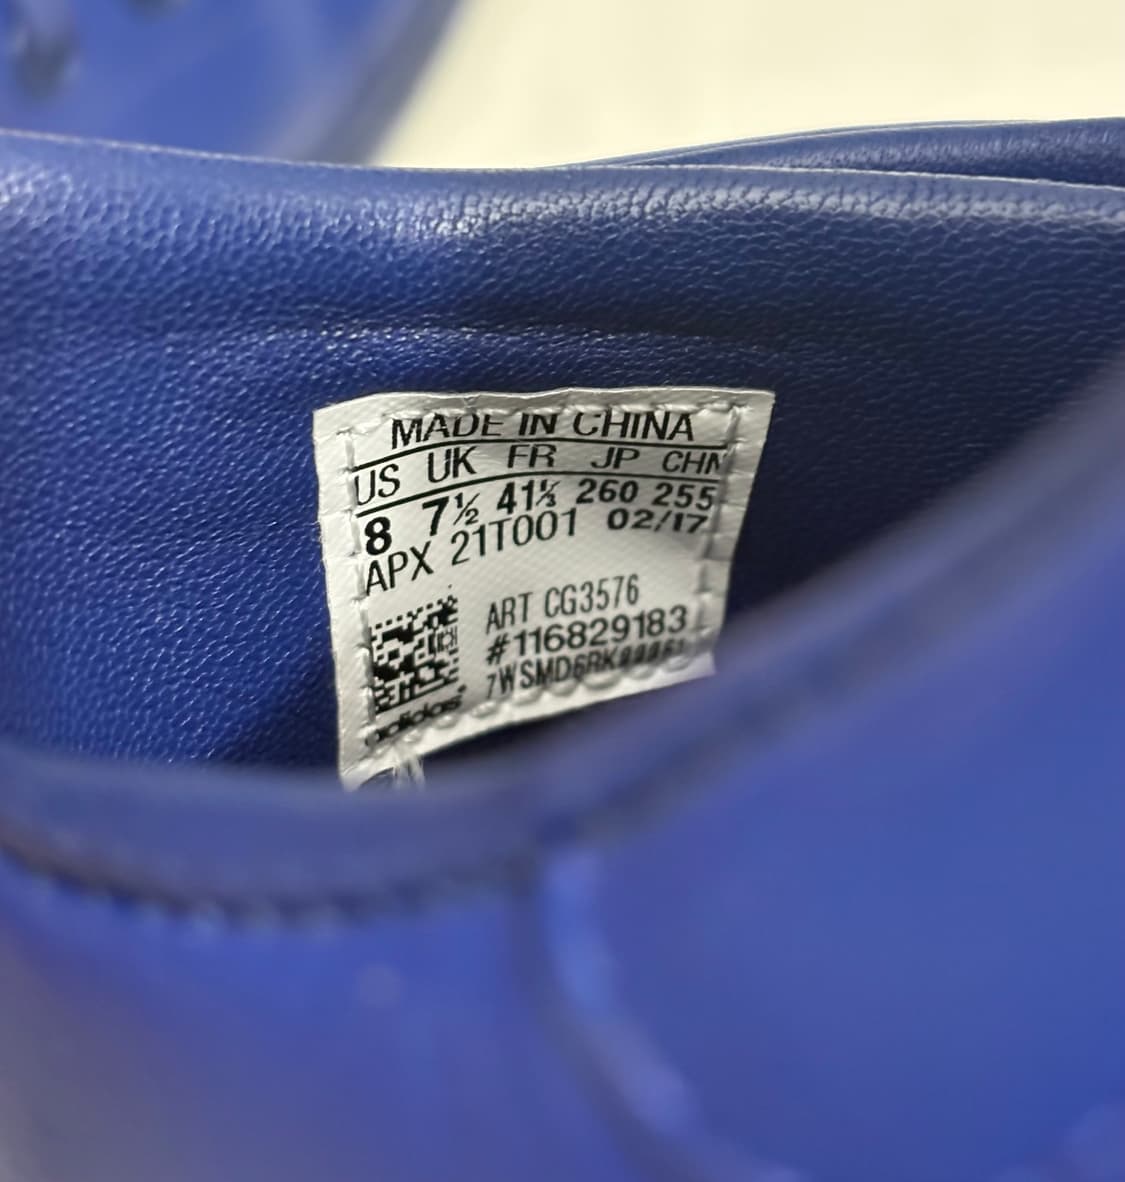 MADE IN CHINA
US UK FR JP CHN
8 7½ 41⅓ 260 255
APX 21T001 02/17
ART CG3576
#116829183
adidas